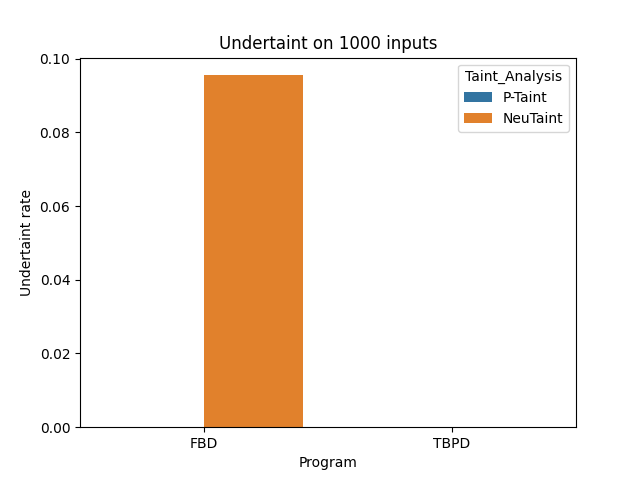 Undertaint on 1000 inputs
Taint_Analysis
P-Taint
NeuTaint
Undertaint rate
0.10
0.08
0.06
0.04
0.02
0.00
FBD
TBPD
Program